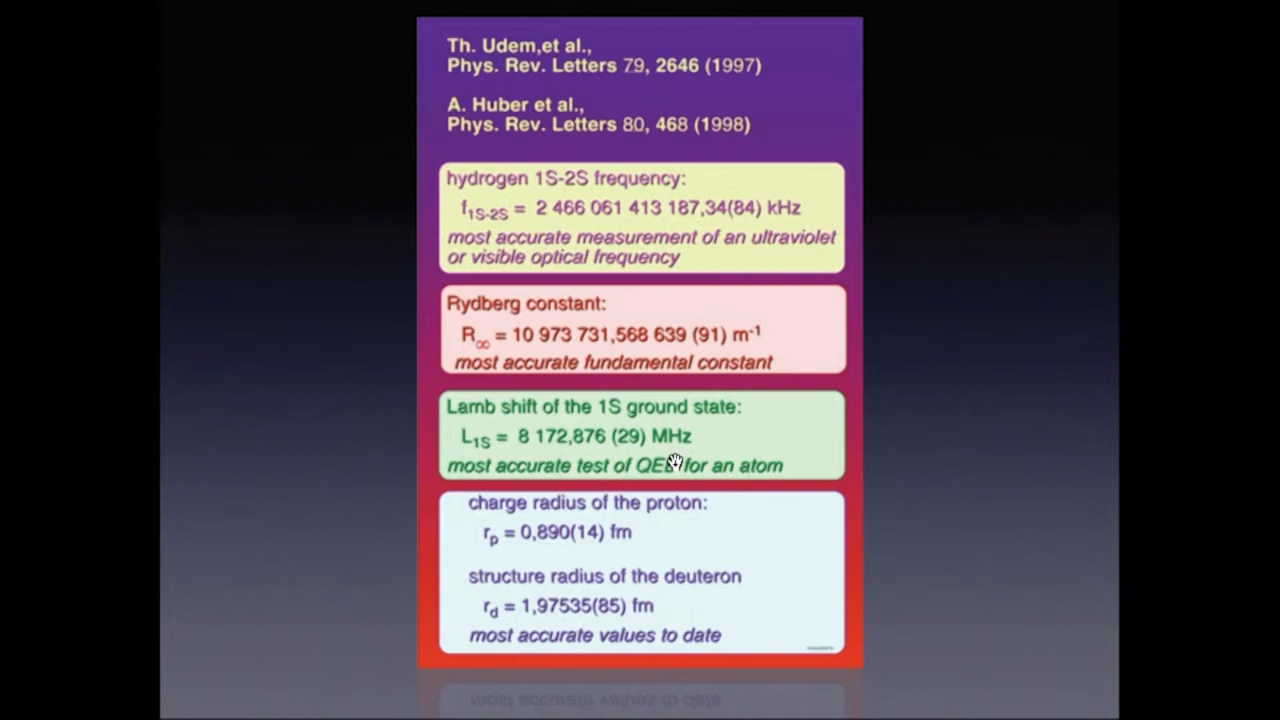 Th. Udem,et al.,
Phys. Rev. Letters 79, 2646 (1997)
A. Huber et al.,
Phys. Rev. Letters 80, 468 (1998)
hydrogen 1S-2S frequency:
f1S-2S = 2 466 061 413 187,34(84) kHz
most accurate measurement of an ultraviolet
or visible optical frequency
Rydberg constant:
R∞ = 10 973 731,568 639 (91) m-1
most accurate fundamental constant
Lamb shift of the 1S ground state:
L1S = 8 172,876 (29) MHz
most accurate test of QED for an atom
charge radius of the proton:
rp = 0,890(14) fm
structure radius of the deuteron
rd = 1,97535(85) fm
most accurate values to date